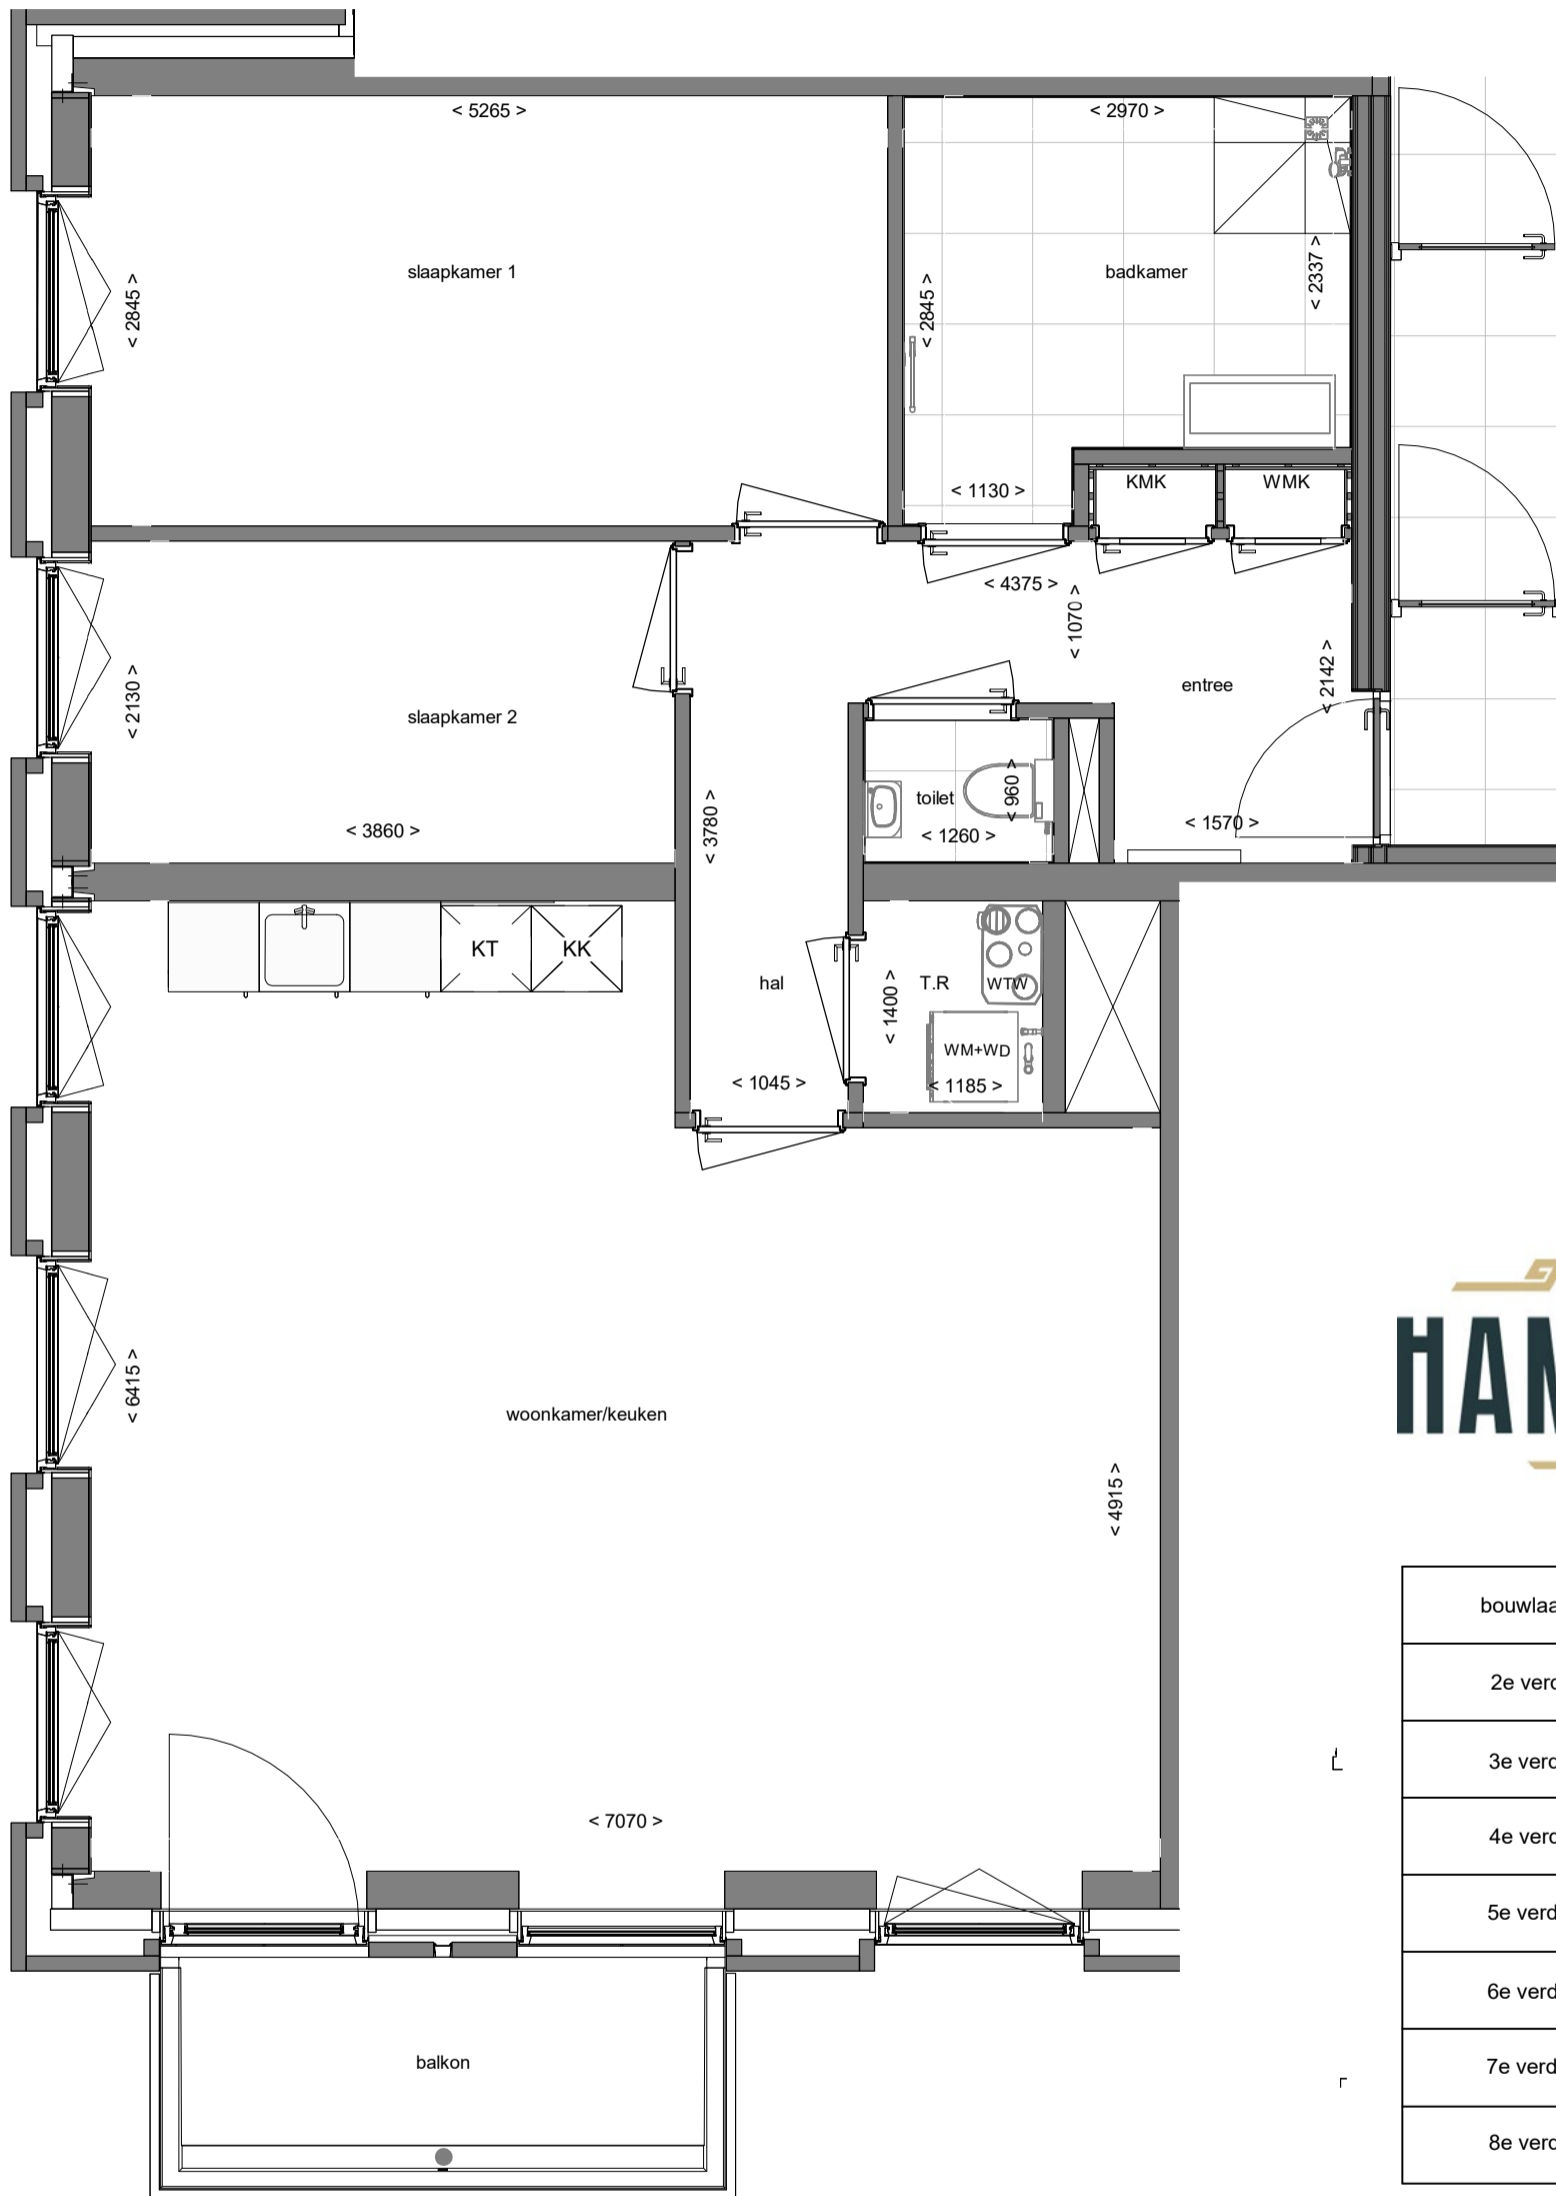 < 5265 >
< 2970 >
slaapkamer 1
badkamer
< 2845 >
< 2845 >
< 2337 >
KMK
WMK
< 1130 >
< 4375 >
< 1070 >
< 2130 >
< 2142 >
entree
slaapkamer 2
toilet
< 960 >
< 3860 >
< 3780 >
< 1260 >
< 1570 >
KT
KK
hal
< 1400 >
T.R
WTW
WM+WD
< 1045 >
< 1185 >
< 6415 >
woonkamer/keuken
< 4915 >
< 7070 >
balkon
HAM
bouwlaa
2e verd
3e verd
4e verd
5e verd
6e verd
7e verd
8e verd